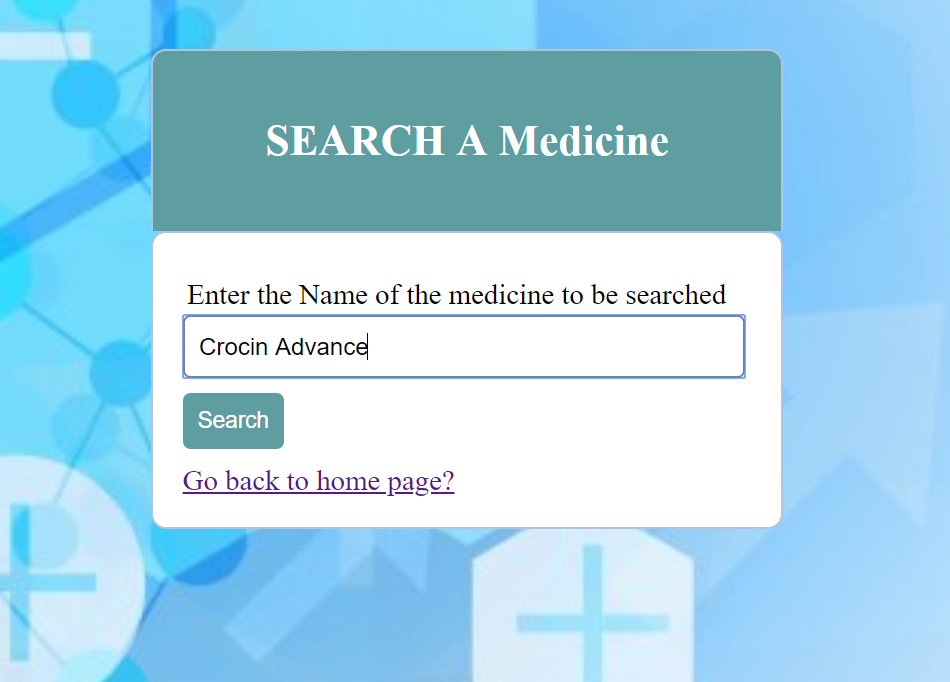 SEARCH A Medicine
Enter the Name of the medicine to be searched
Crocin Advance
Search
Go back to home page?